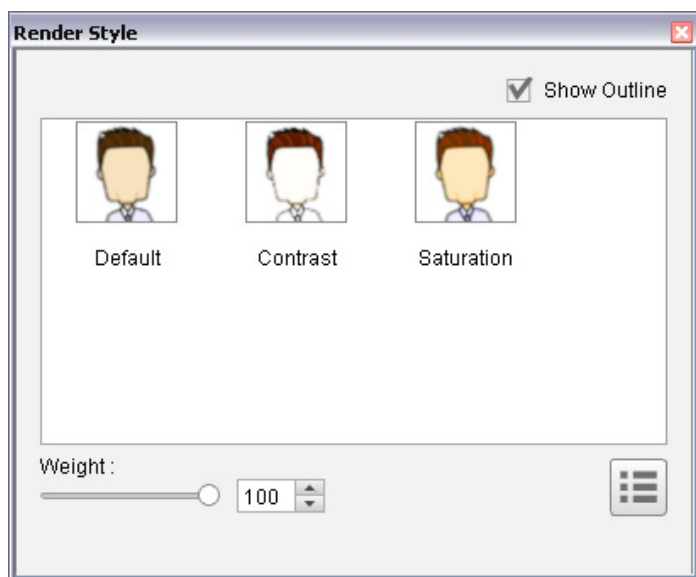 Render Style
Show Outline
Default Contrast Saturation
Weight :
100